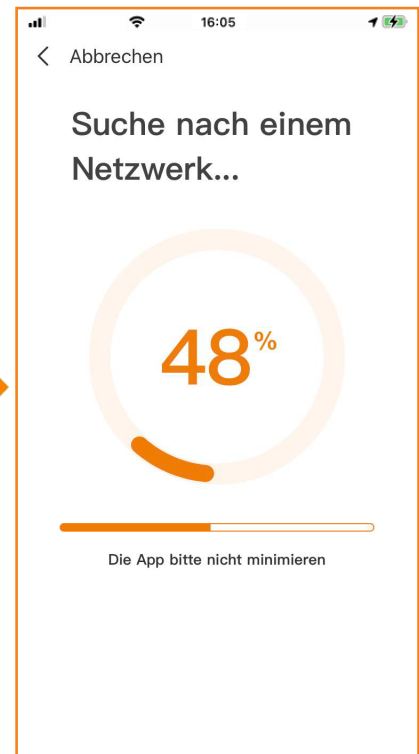 16:05
Abbrechen
Suche nach einem
Netzwerk...
48%
Die App bitte nicht minimieren